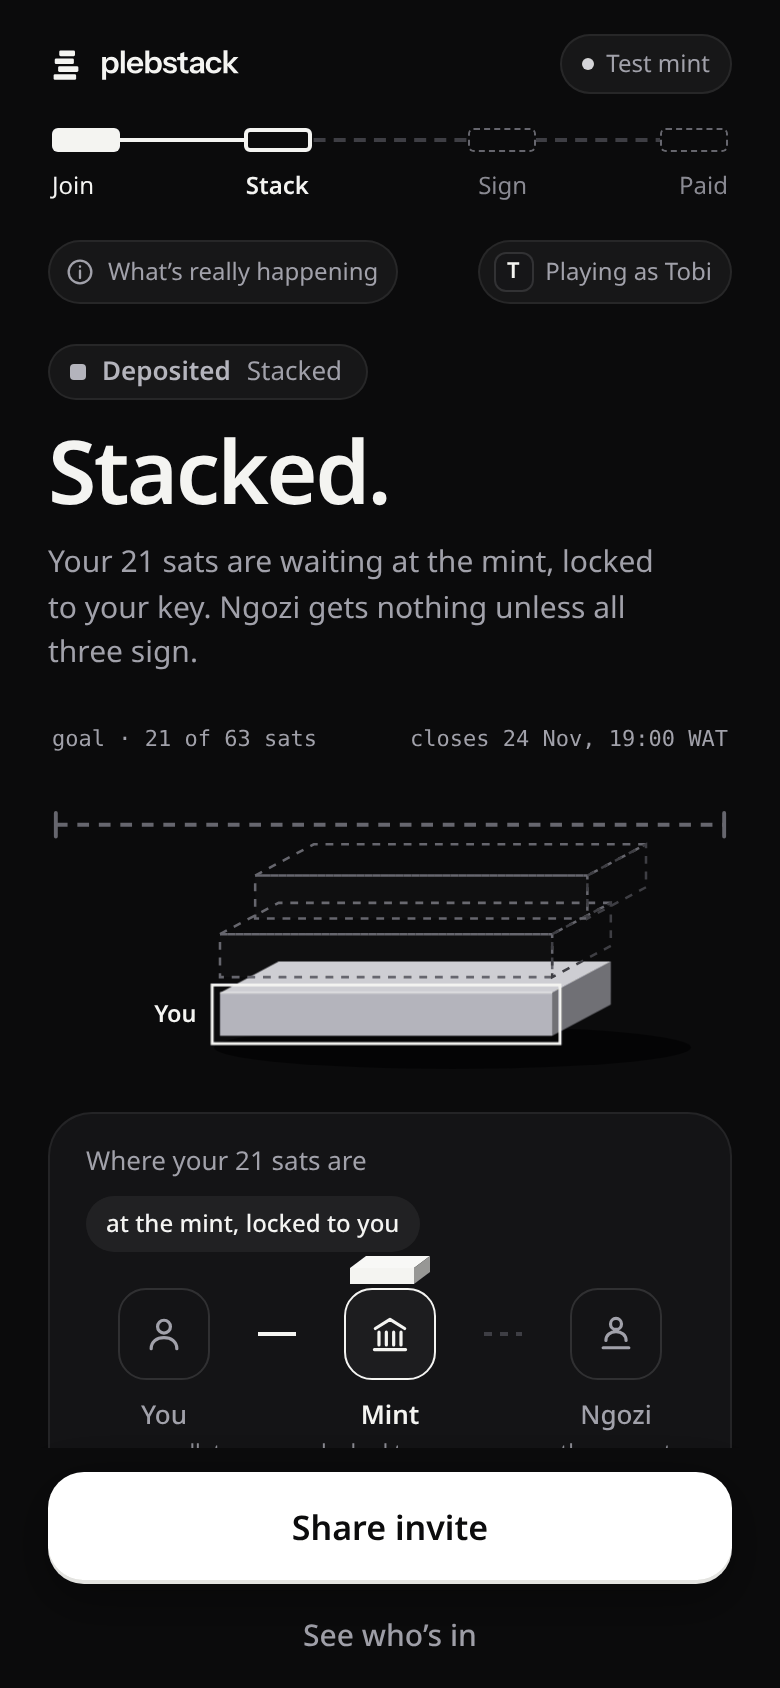 plebstack
Test mint
Join
Stack
Sign
Paid
What’s really happening
T
Playing as Tobi
Deposited Stacked
Stacked.
Your 21 sats are waiting at the mint, locked
to your key. Ngozi gets nothing unless all
three sign.
goal · 21 of 63 sats
closes 24 Nov, 19:00 WAT
You
Where your 21 sats are
at the mint, locked to you
You
Mint
Ngozi
Share invite
See who’s in